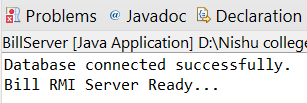 Problems @ Javadoc Declaration
BillServer [Java Application] D:\Nishu college
Database connected successfully.
Bill RMI Server Ready...